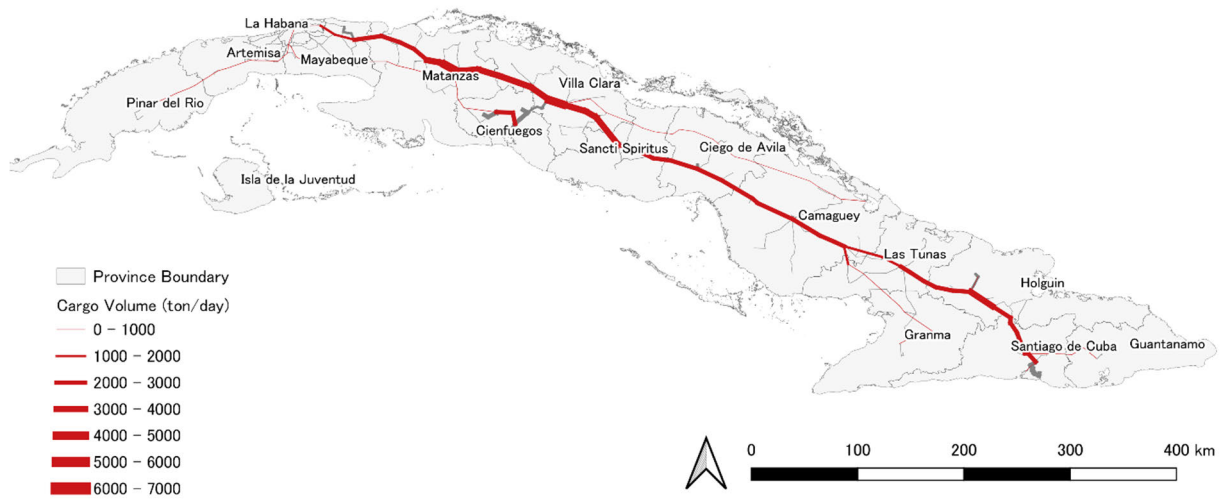 La Habana
Artemisa
Mayabeque
Matanzas
Villa Clara
Pinar del Rio
Cienfuegos
Sancti Spiritus
Ciego de Avila
Isla de la Juventud
Camaguey
Las Tunas
Holguin
Granma
Santiago de Cuba
Guantanamo
Province Boundary
Cargo Volume (ton/day)
0 - 1000
1000 - 2000
2000 - 3000
3000 - 4000
4000 - 5000
5000 - 6000
6000 - 7000
0 100 200 300 400 km